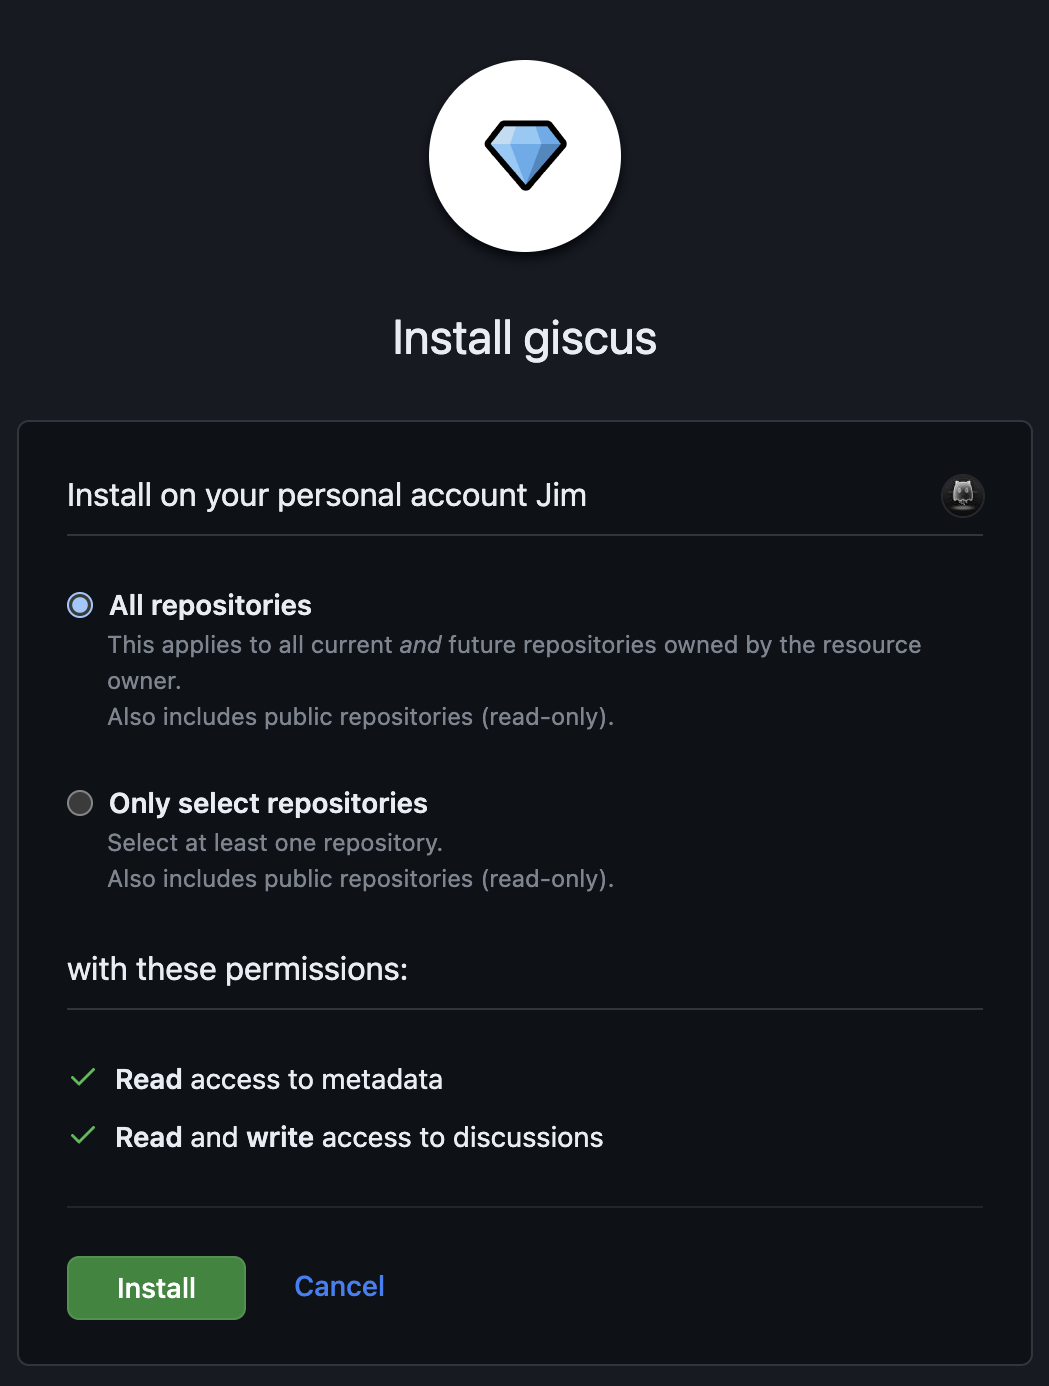 Install giscus
Install on your personal account Jim
All repositories
This applies to all current and future repositories owned by the resource
owner.
Also includes public repositories (read-only).
Only select repositories
Select at least one repository.
Also includes public repositories (read-only).
with these permissions:
Read access to metadata
Read and write access to discussions
Install
Cancel